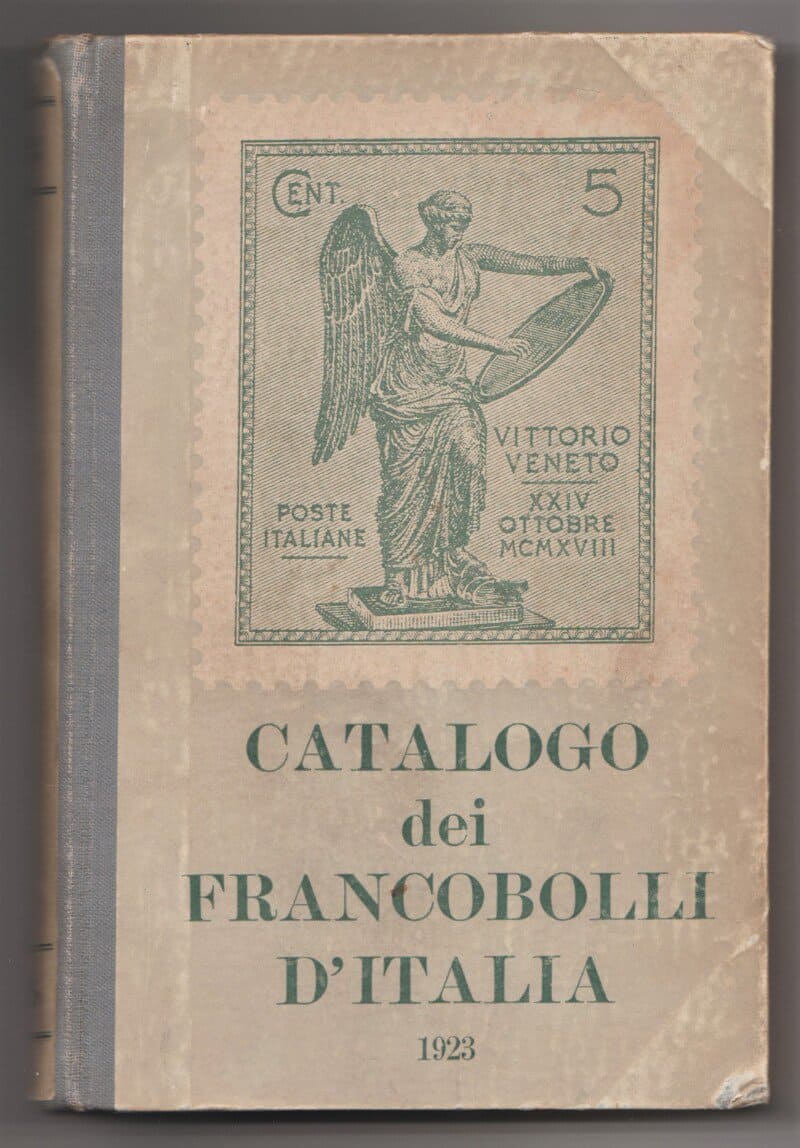 CENT. 5
VITTORIO
VENETO
POSTE
ITALIANE
XXIV
OTTOBRE
MCMXVIII
CATALOGO
dei
FRANCOBOLLI
D'ITALIA
1923